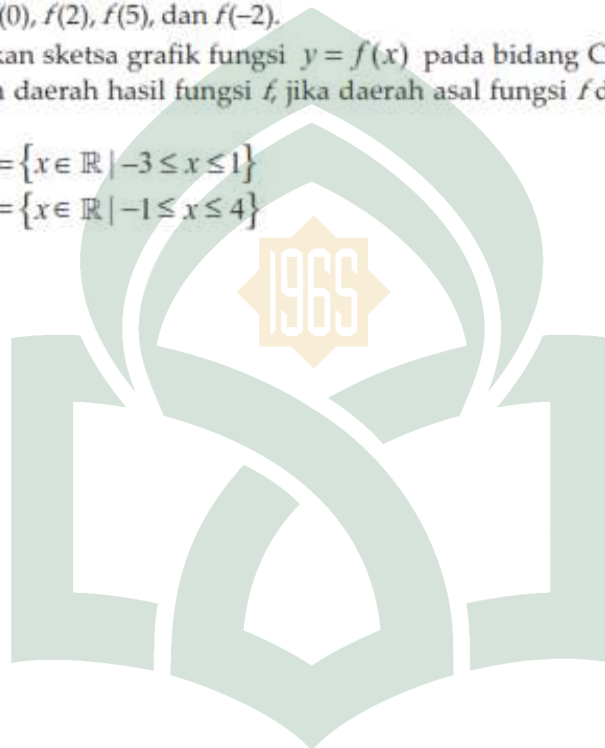 (0), f(2), f(5), dan f(–2).
kan sketsa grafik fungsi y = f(x) pada bidang C
daerah hasil fungsi f, jika daerah asal fungsi f d
= {x ∈ ℝ | –3 ≤ x ≤ 1}
= {x ∈ ℝ | –1 ≤ x ≤ 4}
1965